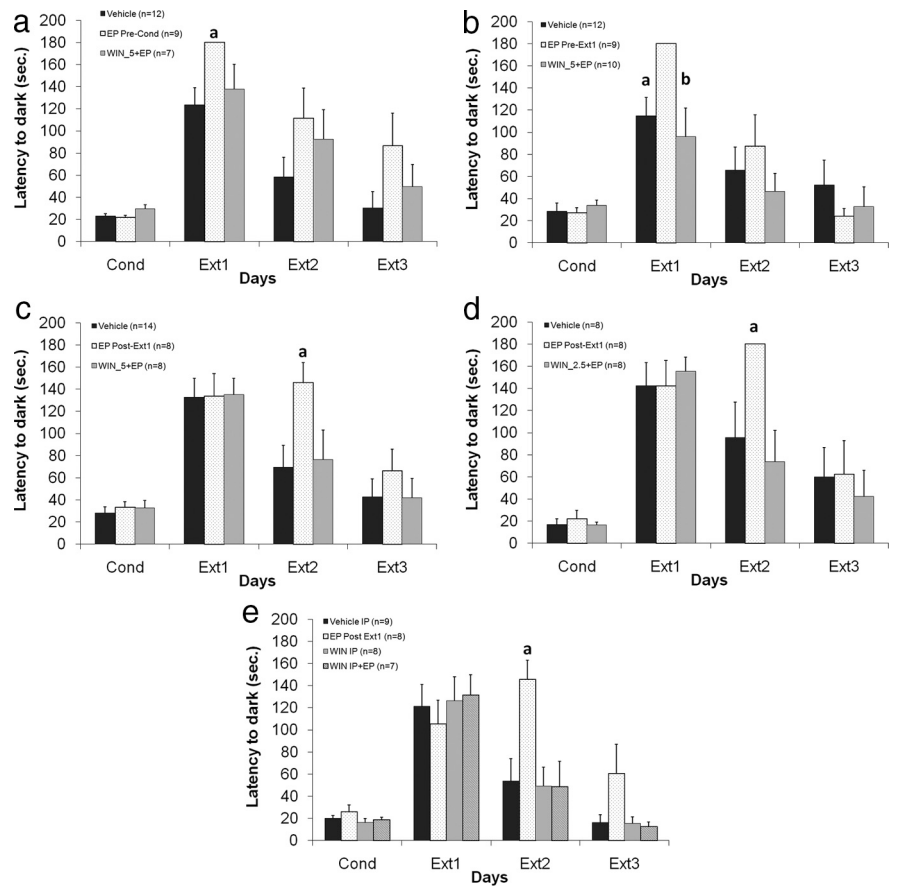 a
Latency to dark (sec.)
200
180
160
140
120
100
80
60
40
20
0
Vehicle (n=12)
EP Pre-Cond (n=9)
WIN_5+EP (n=7)
a
Cond Ext1 Ext2 Ext3
Days
b
Latency to dark (sec.)
200
180
160
140
120
100
80
60
40
20
0
Vehicle (n=12)
EP Pre-Ext1 (n=9)
WIN_5+EP (n=10)
a b
Cond Ext1 Ext2 Ext3
Days
c
Latency to dark (sec.)
200
180
160
140
120
100
80
60
40
20
0
Vehicle (n=14)
EP Post-Ext1 (n=8)
WIN_5+EP (n=8)
a
Cond Ext1 Ext2 Ext3
Days
d
Latency to dark (sec.)
200
180
160
140
120
100
80
60
40
20
0
Vehicle (n=8)
EP Post-Ext1 (n=8)
WIN_2.5+EP (n=8)
a
Cond Ext1 Ext2 Ext3
Days
e
Latency to dark (sec.)
200
180
160
140
120
100
80
60
40
20
0
Vehicle IP (n=9)
EP Post Ext1 (n=8)
WIN IP (n=8)
WIN IP+EP (n=7)
a
Cond Ext1 Ext2 Ext3
Days